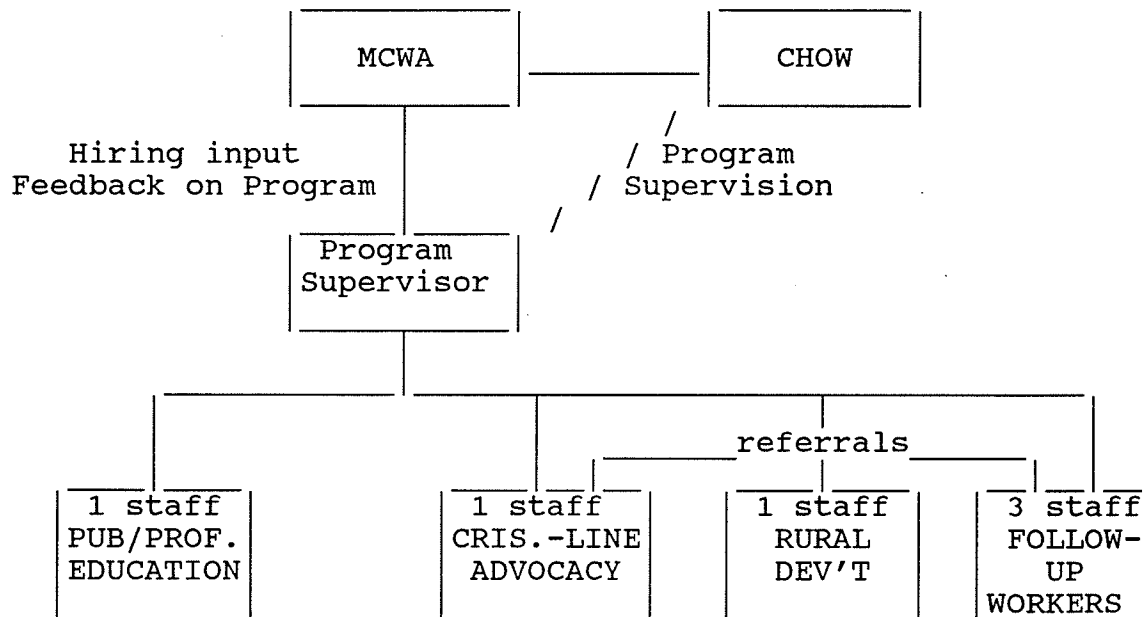 MCWA
CHOW
Hiring input
Feedback on Program
Program
Supervision
Program
Supervisor
referrals
1 staff
PUB/PROF.
EDUCATION
1 staff
CRIS.-LINE
ADVOCACY
1 staff
RURAL
DEV'T
3 staff
FOLLOW-
UP
WORKERS